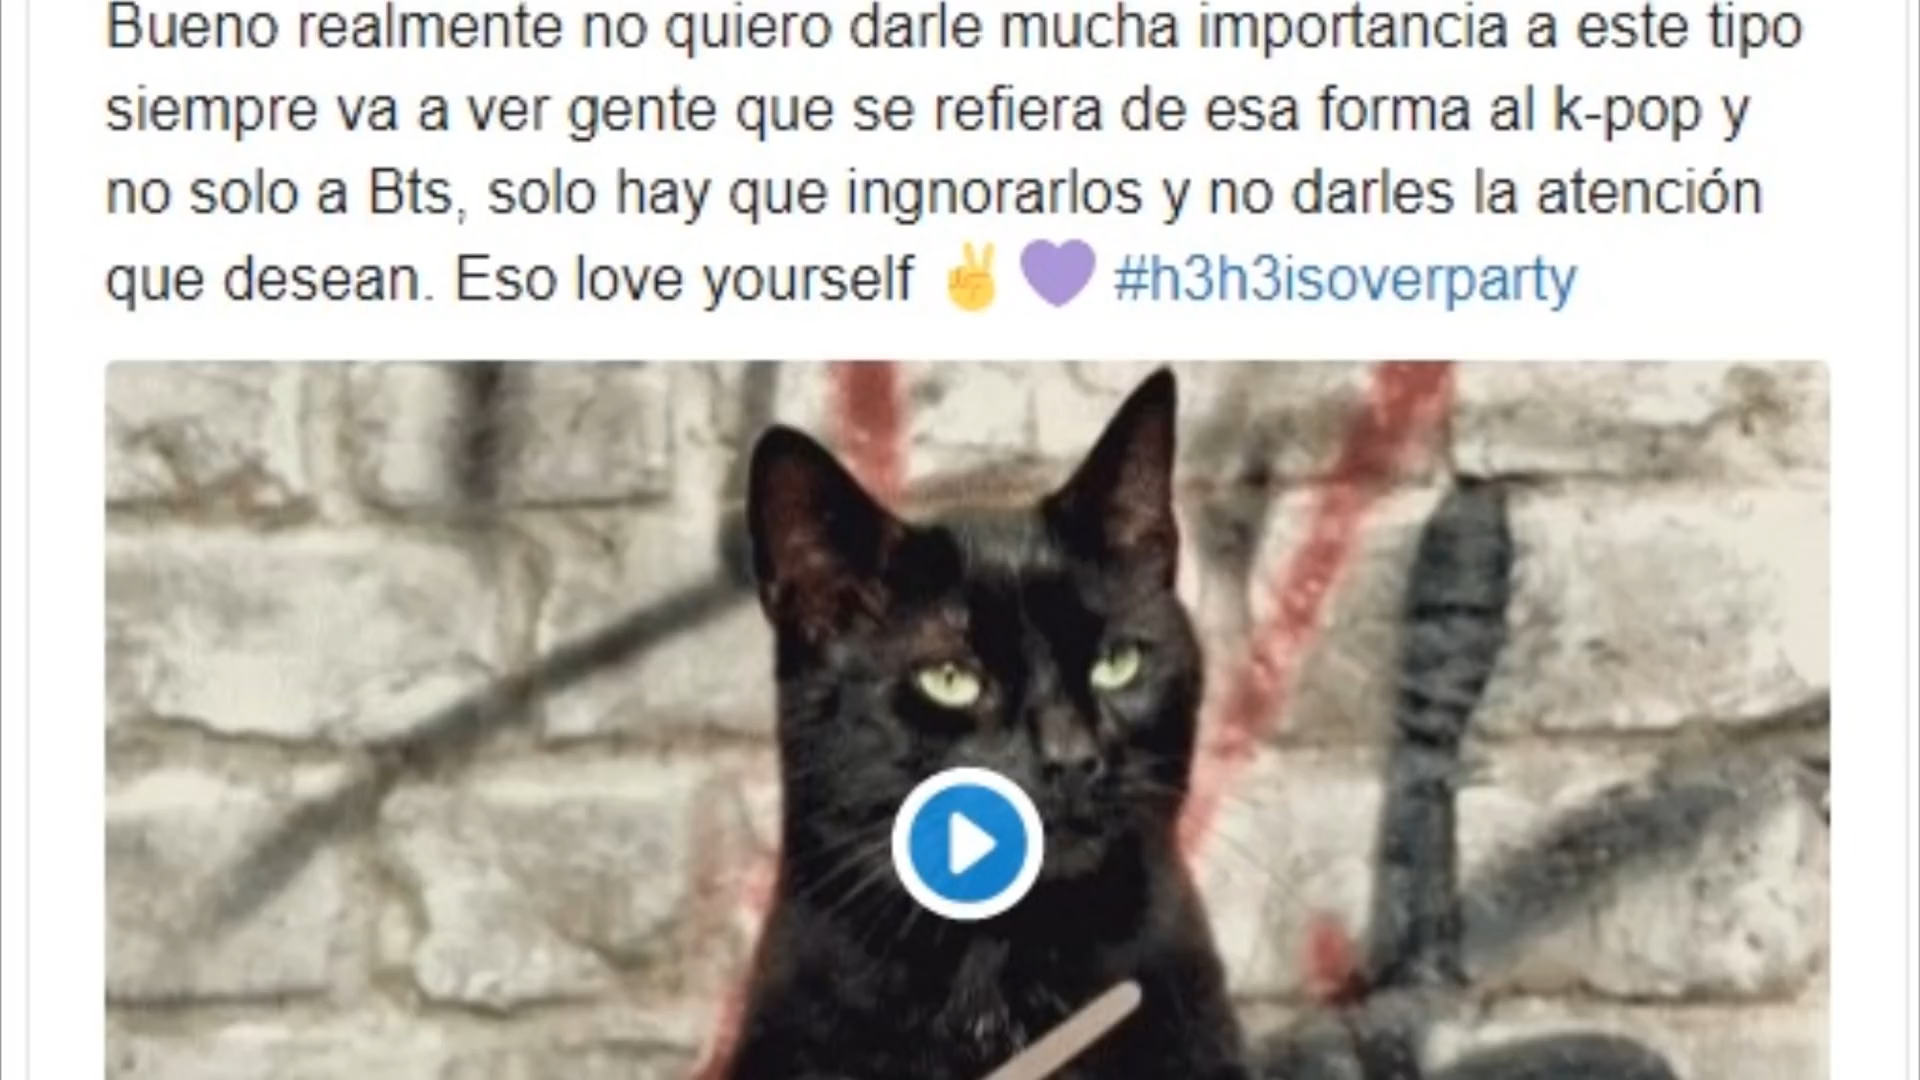 Bueno realmente no quiero darle mucha importancia a este tipo
siempre va a ver gente que se refiera de esa forma al k-pop y
no solo a Bts, solo hay que ingnorarlos y no darles la atención
que desean. Eso love yourself ✌💜 #h3h3isoverparty